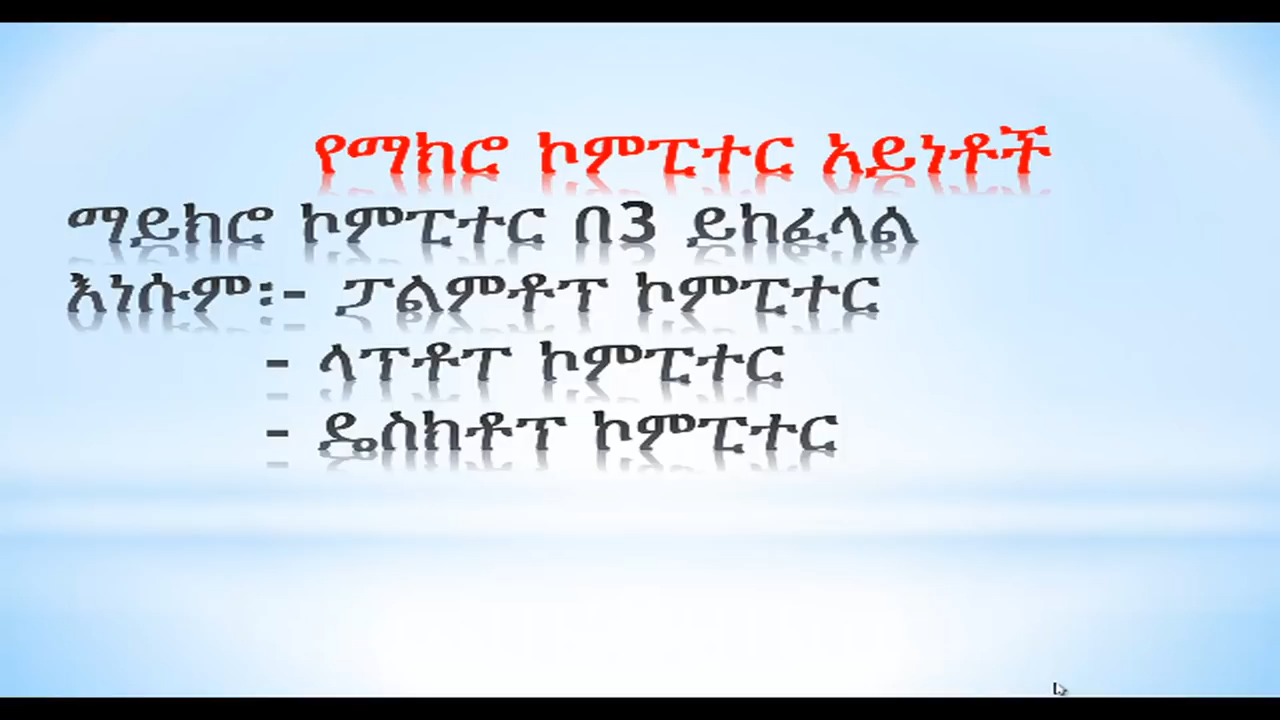 የማክሮ ኮምፒተር አይነቶች
ማይክሮ ኮምፒተር በ3 ይከፈላል
እነሱም፡- ፓልምቶፕ ኮምፒተር
- ላፕቶፕ ኮምፒተር
- ዴስክቶፕ ኮምፒተር